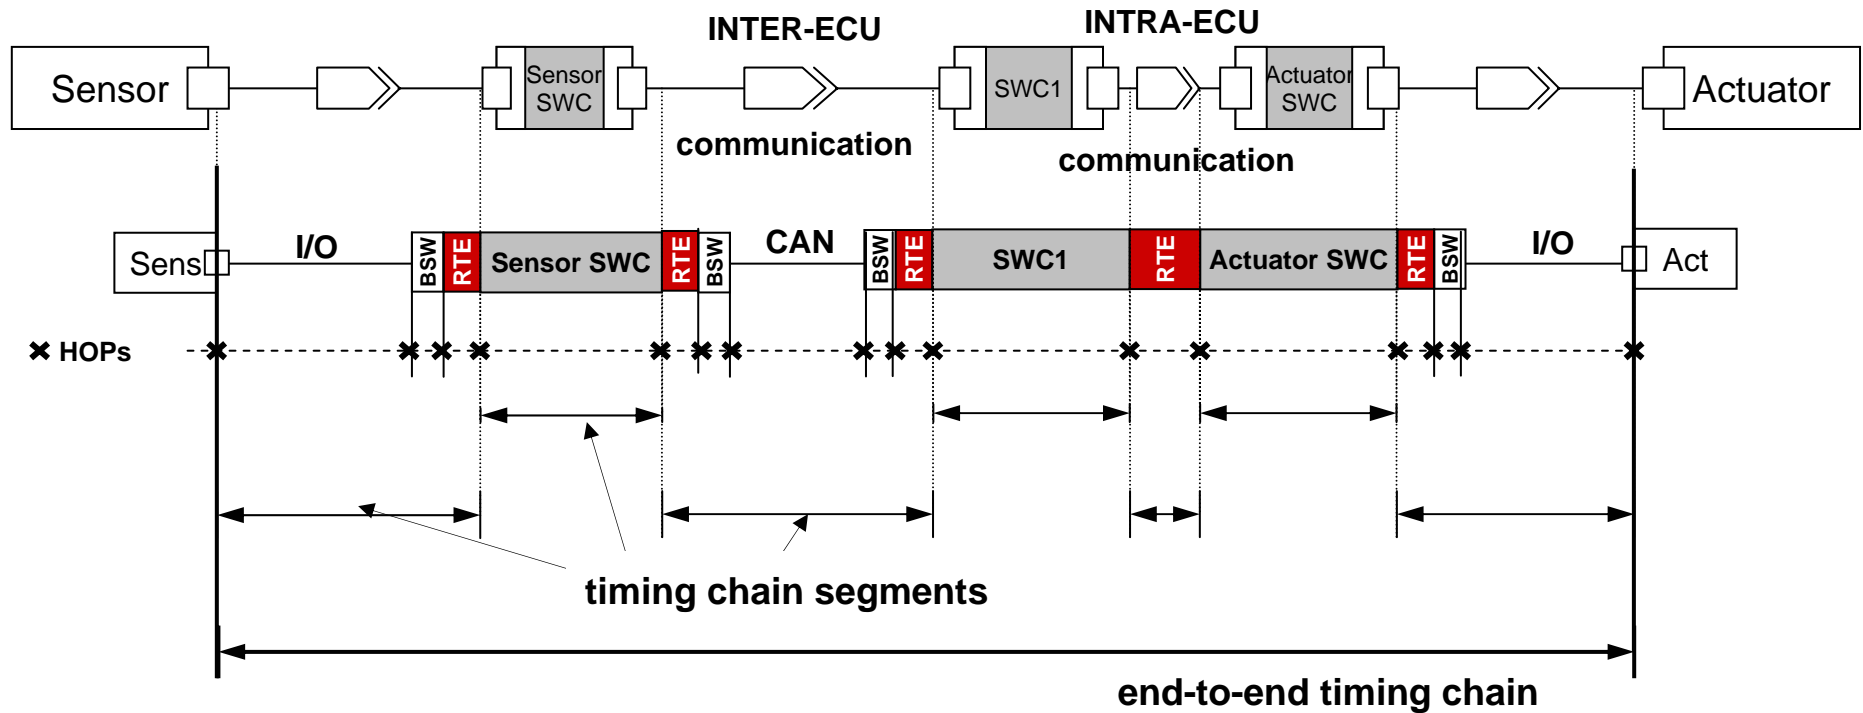 INTER-ECU
INTRA-ECU
Sensor
Sensor
SWC
SWC1
Actuator
SWC
Actuator
communication
communication
Sens
I/O
BSW
RTE
Sensor SWC
RTE
BSW
CAN
BSW
RTE
SWC1
RTE
Actuator SWC
RTE
BSW
I/O
Act
HOPs
timing chain segments
end-to-end timing chain